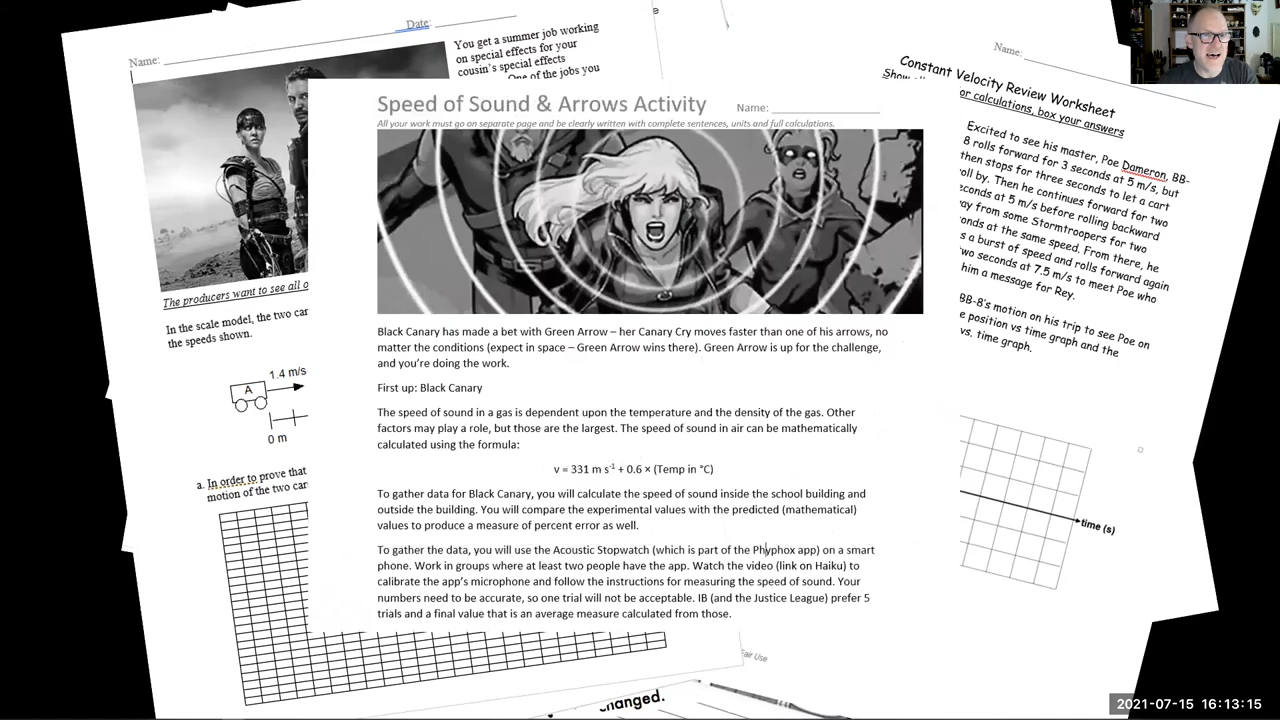 Date:
Name:
You get a summer job working
on special effects for your
cousin's special effects
One of the jobs you
The producers want to see all o
In the scale model, the two car
the speeds shown.
1.4 m/s
A
0 m
a. In order to prove that
motion of the two car
Speed of Sound & Arrows Activity
Name:
All your work must go on separate page and be clearly written with complete sentences, units and full calculations.
Black Canary has made a bet with Green Arrow – her Canary Cry moves faster than one of his arrows, no
matter the conditions (expect in space – Green Arrow wins there). Green Arrow is up for the challenge,
and you're doing the work.
First up: Black Canary
The speed of sound in a gas is dependent upon the temperature and the density of the gas. Other
factors may play a role, but those are the largest. The speed of sound in air can be mathematically
calculated using the formula:
v = 331 m s⁻¹ + 0.6 × (Temp in °C)
To gather data for Black Canary, you will calculate the speed of sound inside the school building and
outside the building. You will compare the experimental values with the predicted (mathematical)
values to produce a measure of percent error as well.
To gather the data, you will use the Acoustic Stopwatch (which is part of the Phyphox app) on a smart
phone. Work in groups where at least two people have the app. Watch the video (link on Haiku) to
calibrate the app's microphone and follow the instructions for measuring the speed of sound. Your
numbers need to be accurate, so one trial will not be acceptable. IB (and the Justice League) prefer 5
trials and a final value that is an average measure calculated from those.
Fair Use
changed.
Name:
Constant Velocity Review Worksheet
or calculations, box your answers
Excited to see his master, Poe Dameron, BB-
8 rolls forward for 3 seconds at 5 m/s, but
then stops for three seconds to let a cart
oll by. Then he continues forward for two
econds at 5 m/s before rolling backward
ay from some Stormtroopers for two
onds at the same speed. From there, he
s a burst of speed and rolls forward again
two seconds at 7.5 m/s to meet Poe who
him a message for Rey.
BB-8's motion on his trip to see Poe on
e position vs time graph and the
vs. time graph.
time (s)
2021-07-15 16:13:15